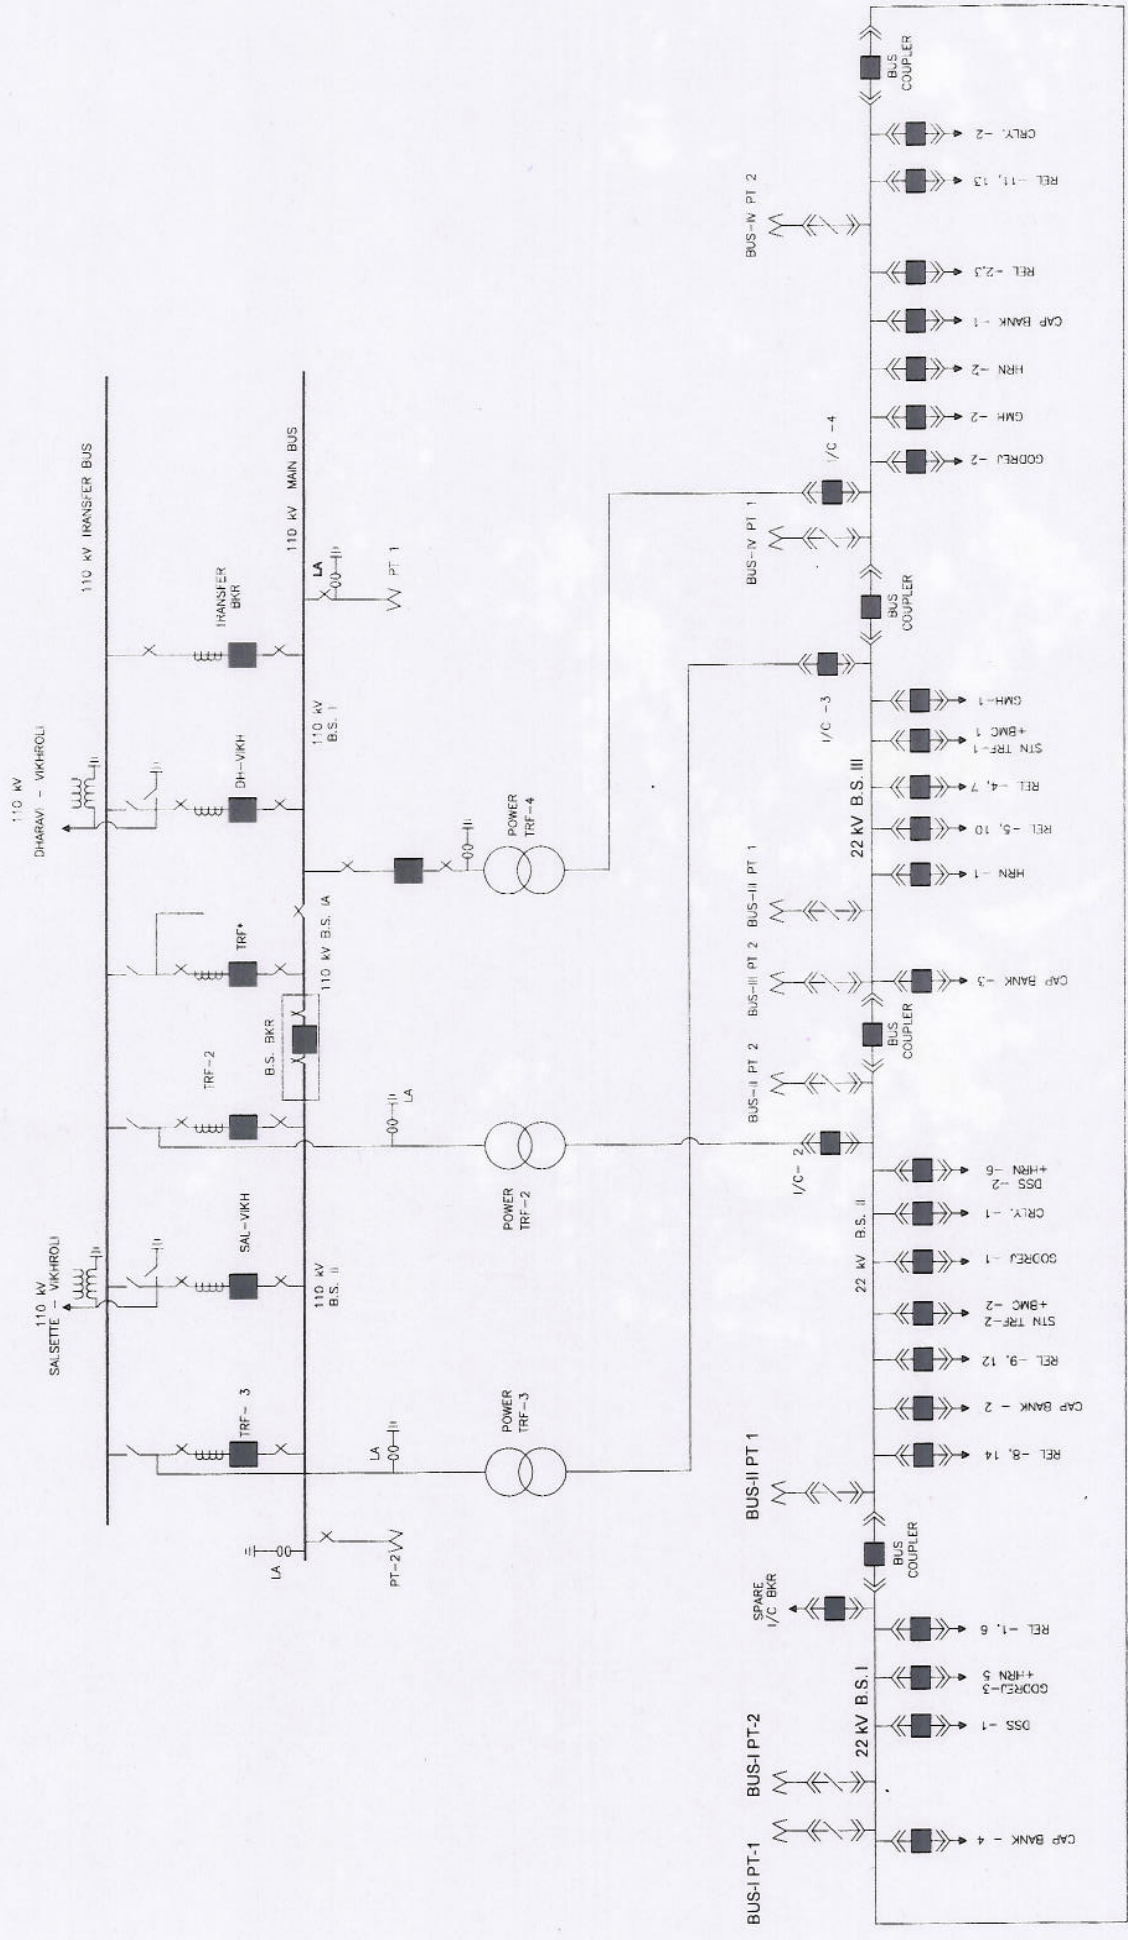 110 kV
SALSETTE - VIKHROLI
110 kV
DHARAVI - VIKHROLI
110 kV TRANSFER BUS
TRF- 3
SAL-VIKH
TRF-2
TRF*
DH-VIKH
TRANSFER
BKR
B.S. BKR
LA
110 kV
B.S. II
110 kV B.S. IA
110 kV
B.S. I
110 kV MAIN BUS
LA
PT 1
PT-2
LA
LA
POWER
TRF-3
POWER
TRF-2
POWER
TRF-4
BUS-I PT-1
BUS-I PT-2
SPARE
I/C BKR
BUS-II PT 1
I/C- 2
BUS-II PT 2
BUS-III PT 2
BUS-III PT 1
I/C -3
BUS-IV PT 1
I/C -4
BUS-IV PT 2
22 kV B.S. I
22 kV B.S. II
22 kV B.S. III
BUS
COUPLER
BUS
COUPLER
BUS
COUPLER
BUS
COUPLER
CAP BANK - 4
DSS -1
GODREJ-3
+HRN 5
REL -1, 6
REL -8, 14
CAP BANK - 2
REL -9, 12
STN TRF-2
+BMC -2
GODREJ -1
CRLY. -1
DSS -2
+HRN -6
CAP BANK -3
HRN -1
REL -5, 10
REL -4, 7
STN TRF-1
+BMC 1
GMH-1
GODREJ -2
GMH -2
HRN -2
CAP BANK -1
REL -2,3
REL -11, 13
CRLY. -2